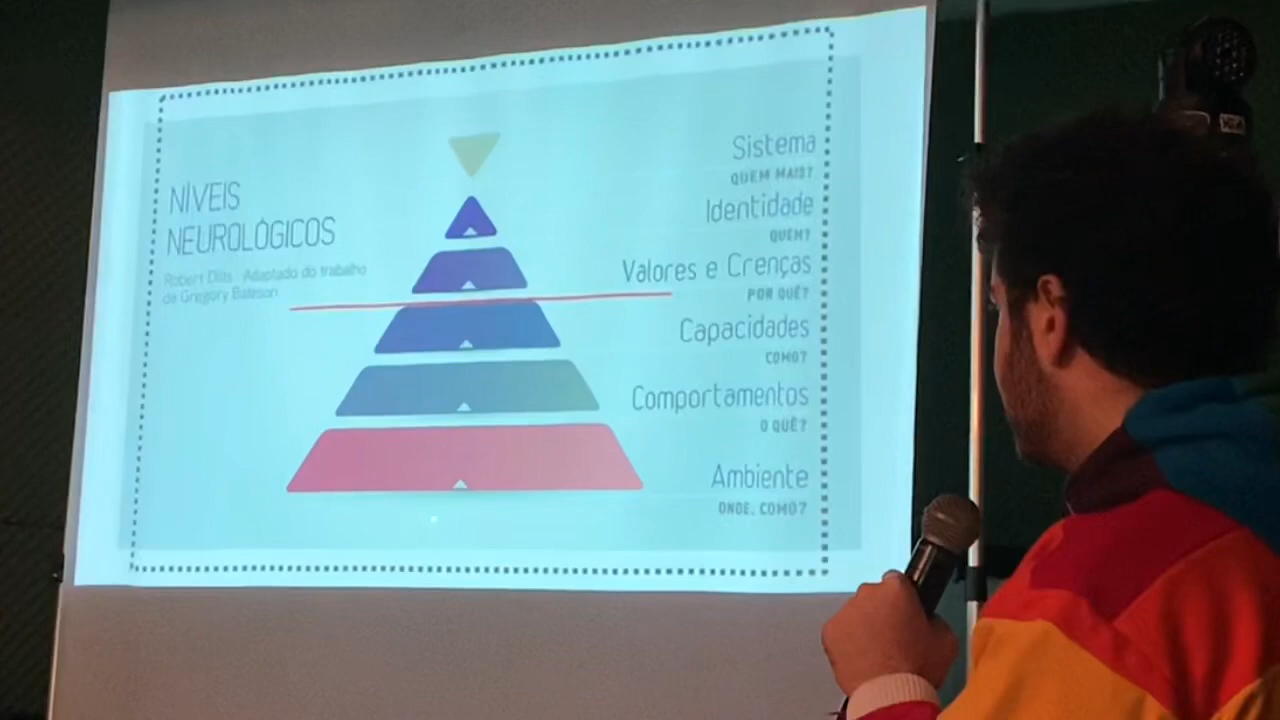 NÍVEIS
NEUROLÓGICOS
Robert Dilts . Adaptado do trabalho
de Gregory Bateson
Sistema
QUEM MAIS?
Identidade
QUEM?
Valores e Crenças
POR QUÊ?
Capacidades
COMO?
Comportamentos
O QUÊ?
Ambiente
ONDE, COMO?